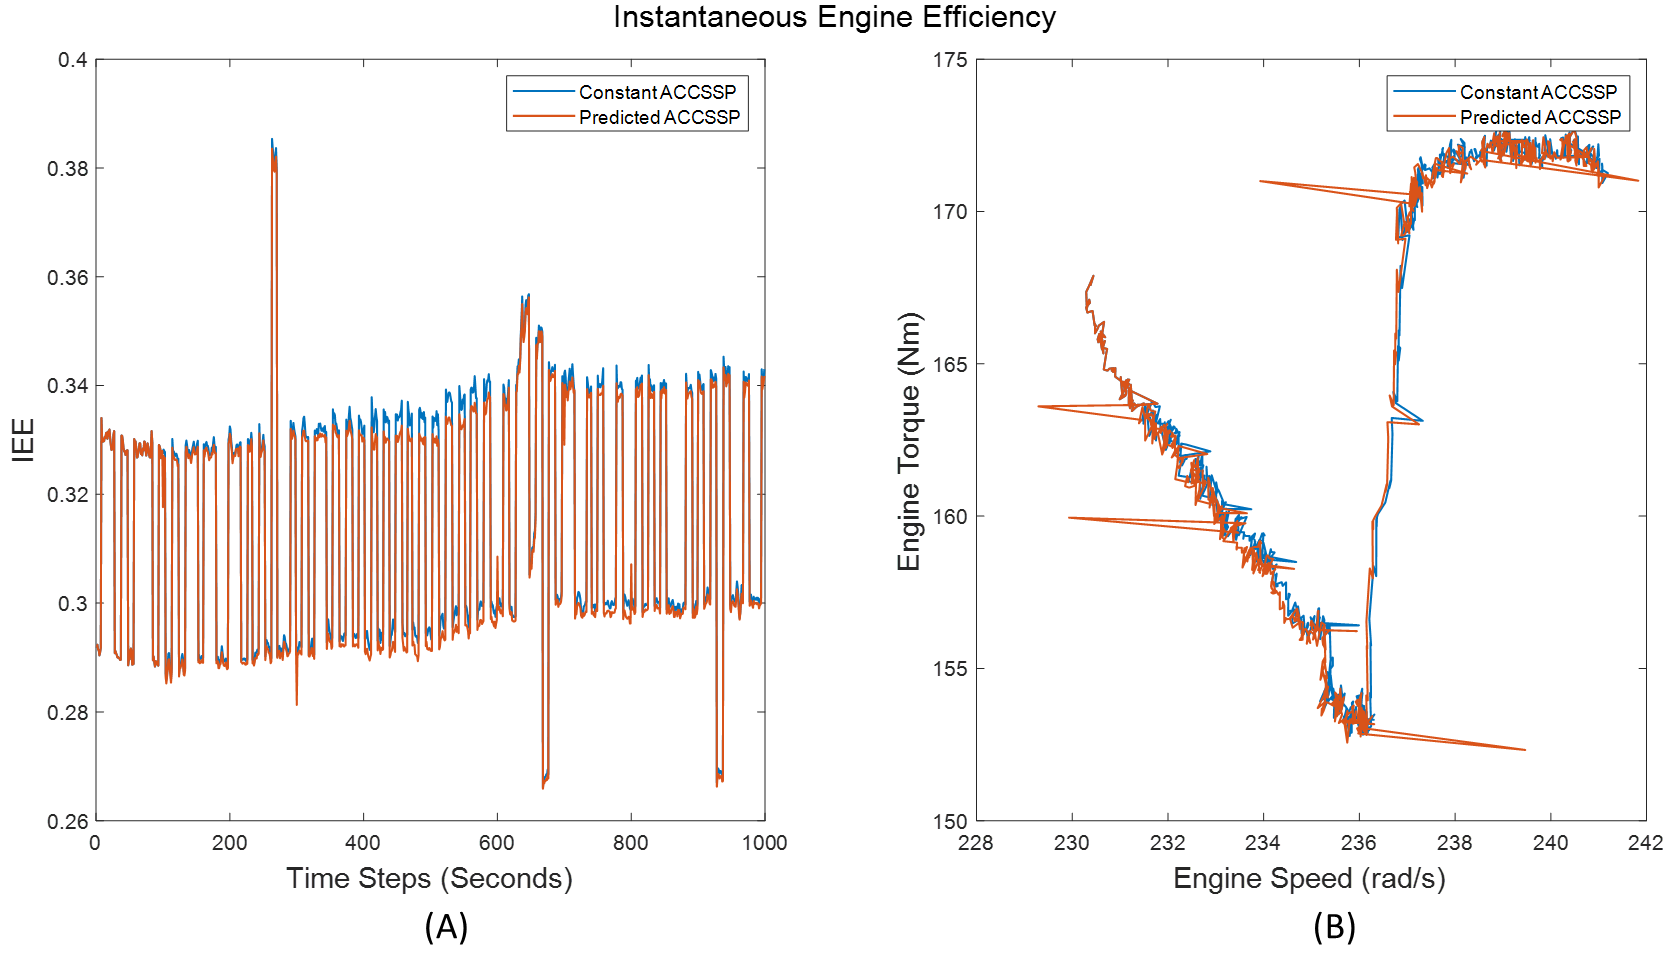 Instantaneous Engine Efficiency
0.4
0.38
0.36
0.34
0.32
0.3
0.28
0.26
IEE
Constant ACCSSP
Predicted ACCSSP
0 200 400 600 800 1000
Time Steps (Seconds)
(A)
175
170
165
160
155
150
Engine Torque (Nm)
Constant ACCSSP
Predicted ACCSSP
228 230 232 234 236 238 240 242
Engine Speed (rad/s)
(B)